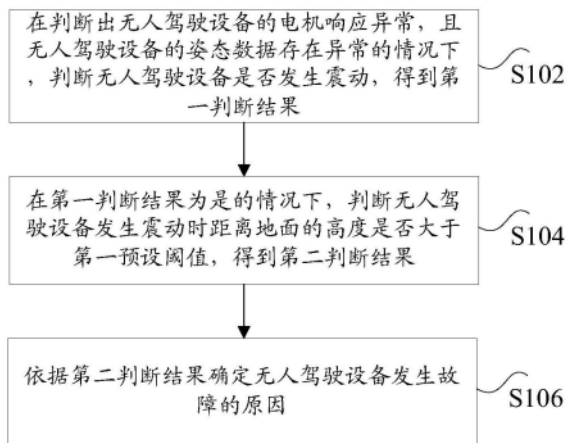 在判断出无人驾驶设备的电机响应异常，且
无人驾驶设备的姿态数据存在异常的情况下
，判断无人驾驶设备是否发生震动，得到第
一判断结果
S102
在第一判断结果为是的情况下，判断无人驾
驶设备发生震动时距离地面的高度是否大于
第一预设阈值，得到第二判断结果
S104
依据第二判断结果确定无人驾驶设备发生故
障的原因
S106